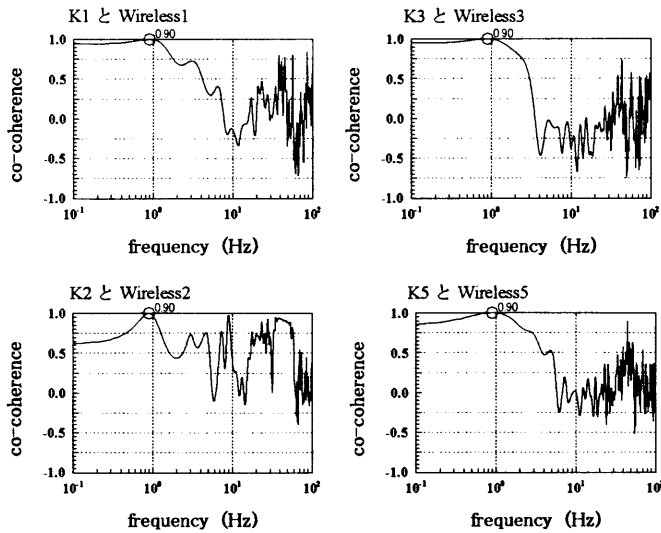 K1 と Wireless1
0.90
1.0
0.5
0.0
-0.5
-1.0
co-coherence
10-1 100 101 102
frequency (Hz)
K3 と Wireless3
0.90
1.0
0.5
0.0
-0.5
-1.0
co-coherence
10-1 100 101 102
frequency (Hz)
K2 と Wireless2
0.90
1.0
0.5
0.0
-0.5
-1.0
co-coherence
10-1 100 101 102
frequency (Hz)
K5 と Wireless5
0.90
1.0
0.5
0.0
-0.5
-1.0
co-coherence
10-1 100 101 102
frequency (Hz)